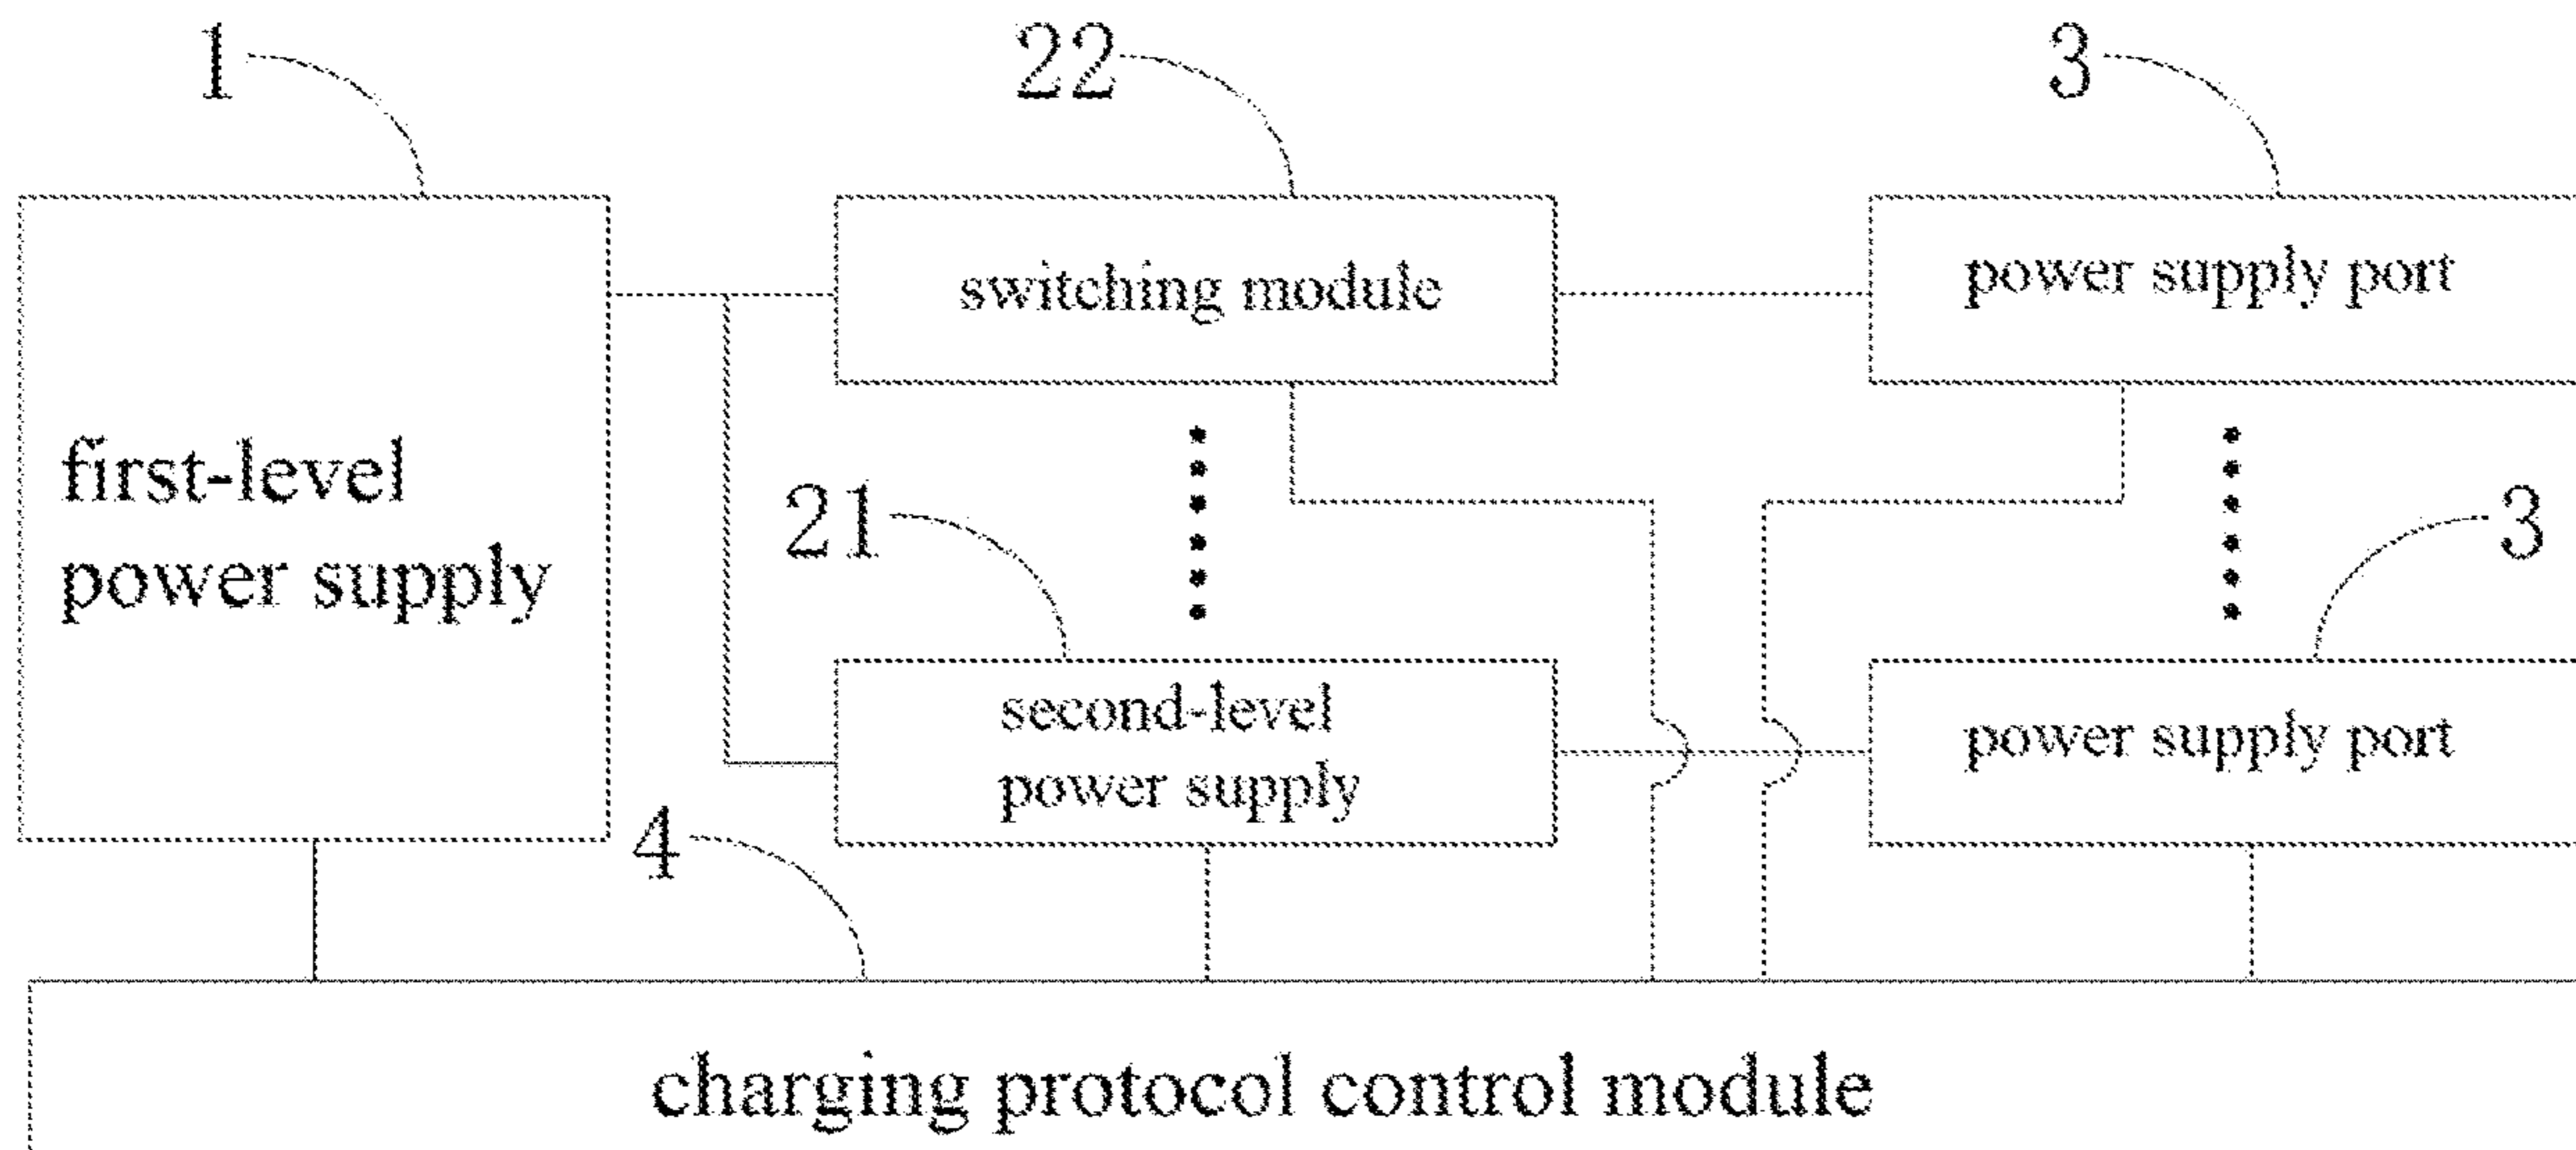 1
22
3
switching module
power supply port
first-level
power supply
21
3
second-level
power supply
power supply port
4
charging protocol control module